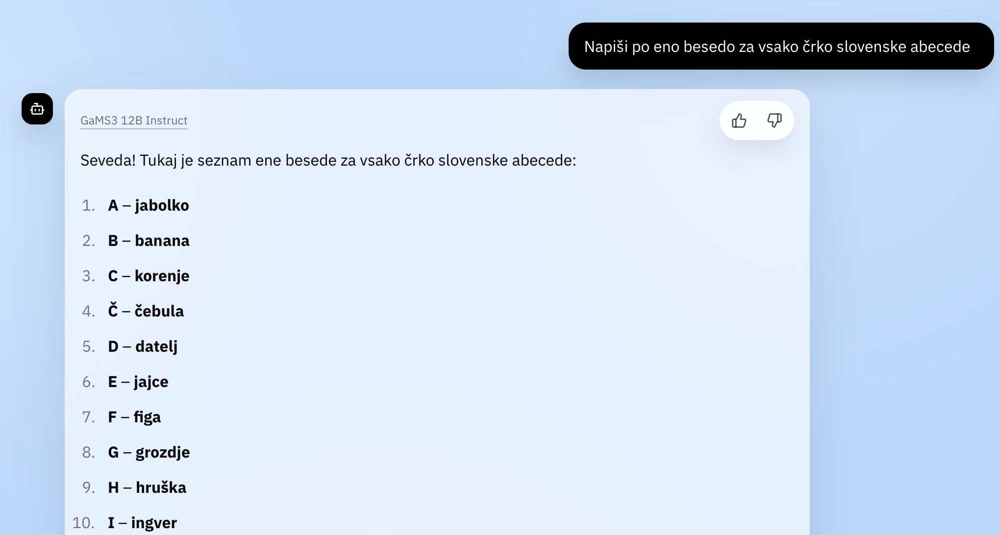 Napiši po eno besedo za vsako črko slovenske abecede
GaMS3 12B Instruct
Seveda! Tukaj je seznam ene besede za vsako črko slovenske abecede:
1. A – jabolko
2. B – banana
3. C – korenje
4. Č – čebula
5. D – datelj
6. E – jajce
7. F – figa
8. G – grozdje
9. H – hruška
10. I – ingver